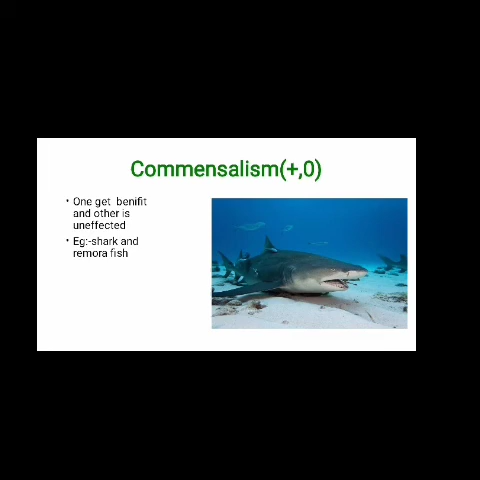 Commensalism(+,0)
• One get benifit
and other is
uneffected
• Eg:-shark and
remora fish